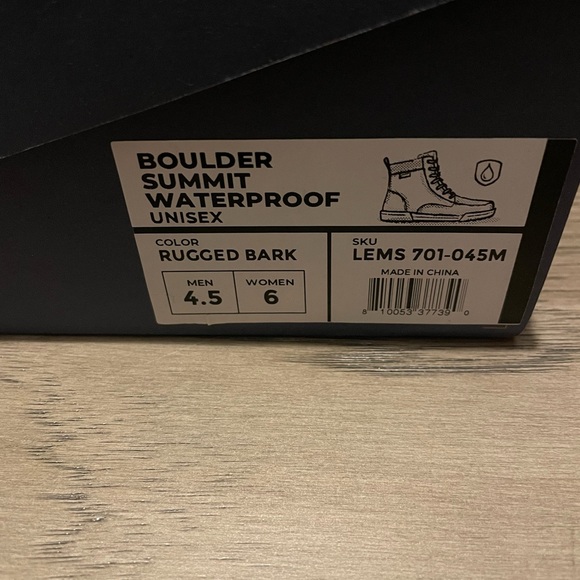 BOULDER
SUMMIT
WATERPROOF
UNISEX
COLOR
RUGGED BARK
MEN
4.5
WOMEN
6
SKU
LEMS 701-045M
MADE IN CHINA
8 10053 37739 0